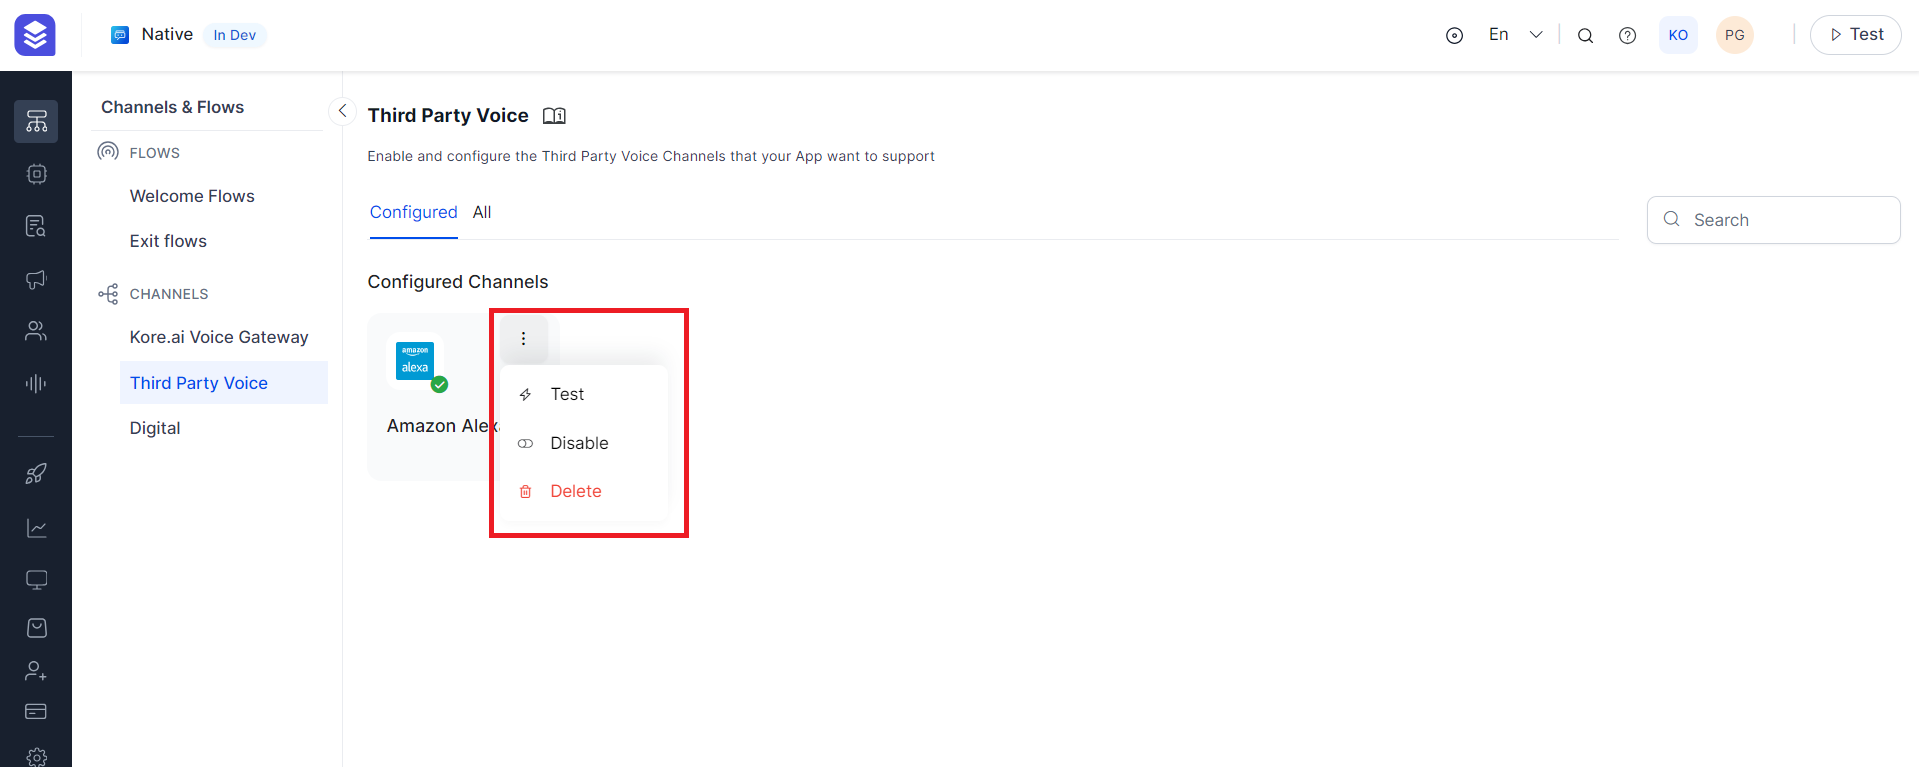 Native In Dev
En
KO
PG
Test
Channels & Flows
FLOWS
Welcome Flows
Exit flows
CHANNELS
Kore.ai Voice Gateway
Third Party Voice
Digital
Third Party Voice
Enable and configure the Third Party Voice Channels that your App want to support
Configured All
Search
Configured Channels
amazon
alexa
Amazon Alexa
Test
Disable
Delete